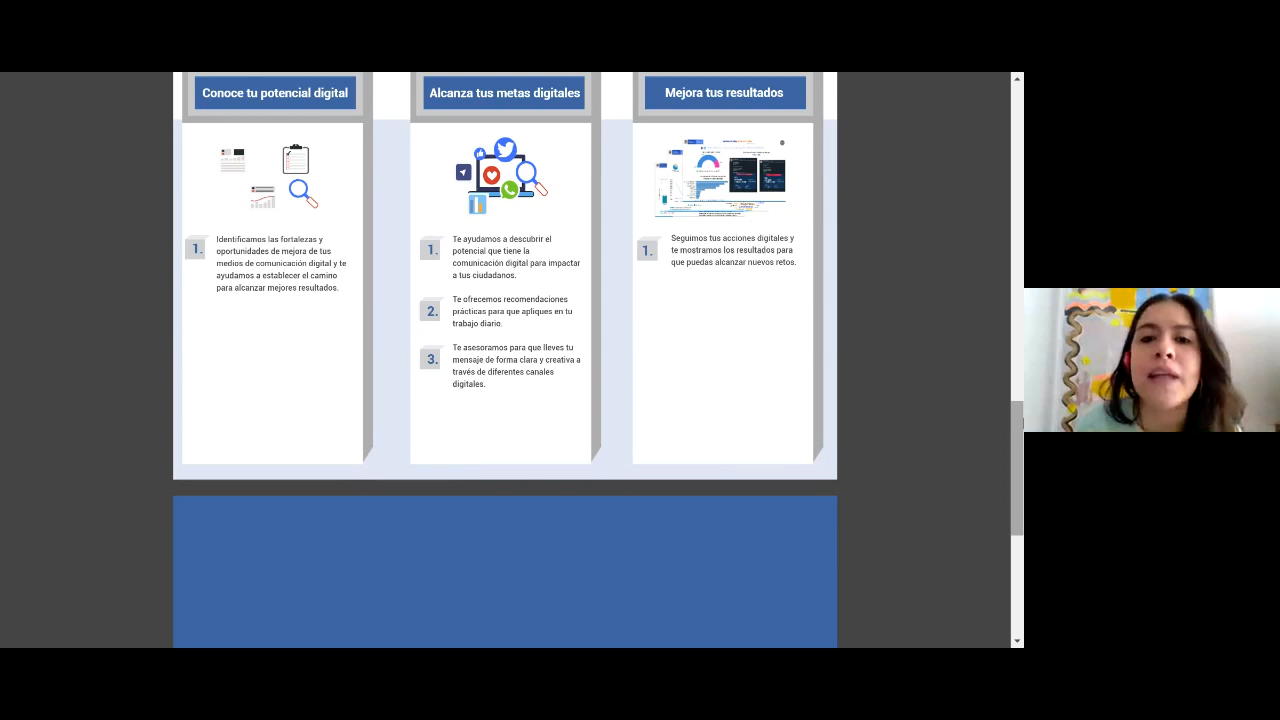 Conoce tu potencial digital
1.
Identificamos las fortalezas y
oportunidades de mejora de tus
medios de comunicación digital y te
ayudamos a establecer el camino
para alcanzar mejores resultados.
Alcanza tus metas digitales
1.
Te ayudamos a descubrir el
potencial que tiene la
comunicación digital para impactar
a tus ciudadanos.
2.
Te ofrecemos recomendaciones
prácticas para que apliques en tu
trabajo diario.
3.
Te asesoramos para que lleves tu
mensaje de forma clara y creativa a
través de diferentes canales
digitales.
Mejora tus resultados
1.
Seguimos tus acciones digitales y
te mostramos los resultados para
que puedas alcanzar nuevos retos.